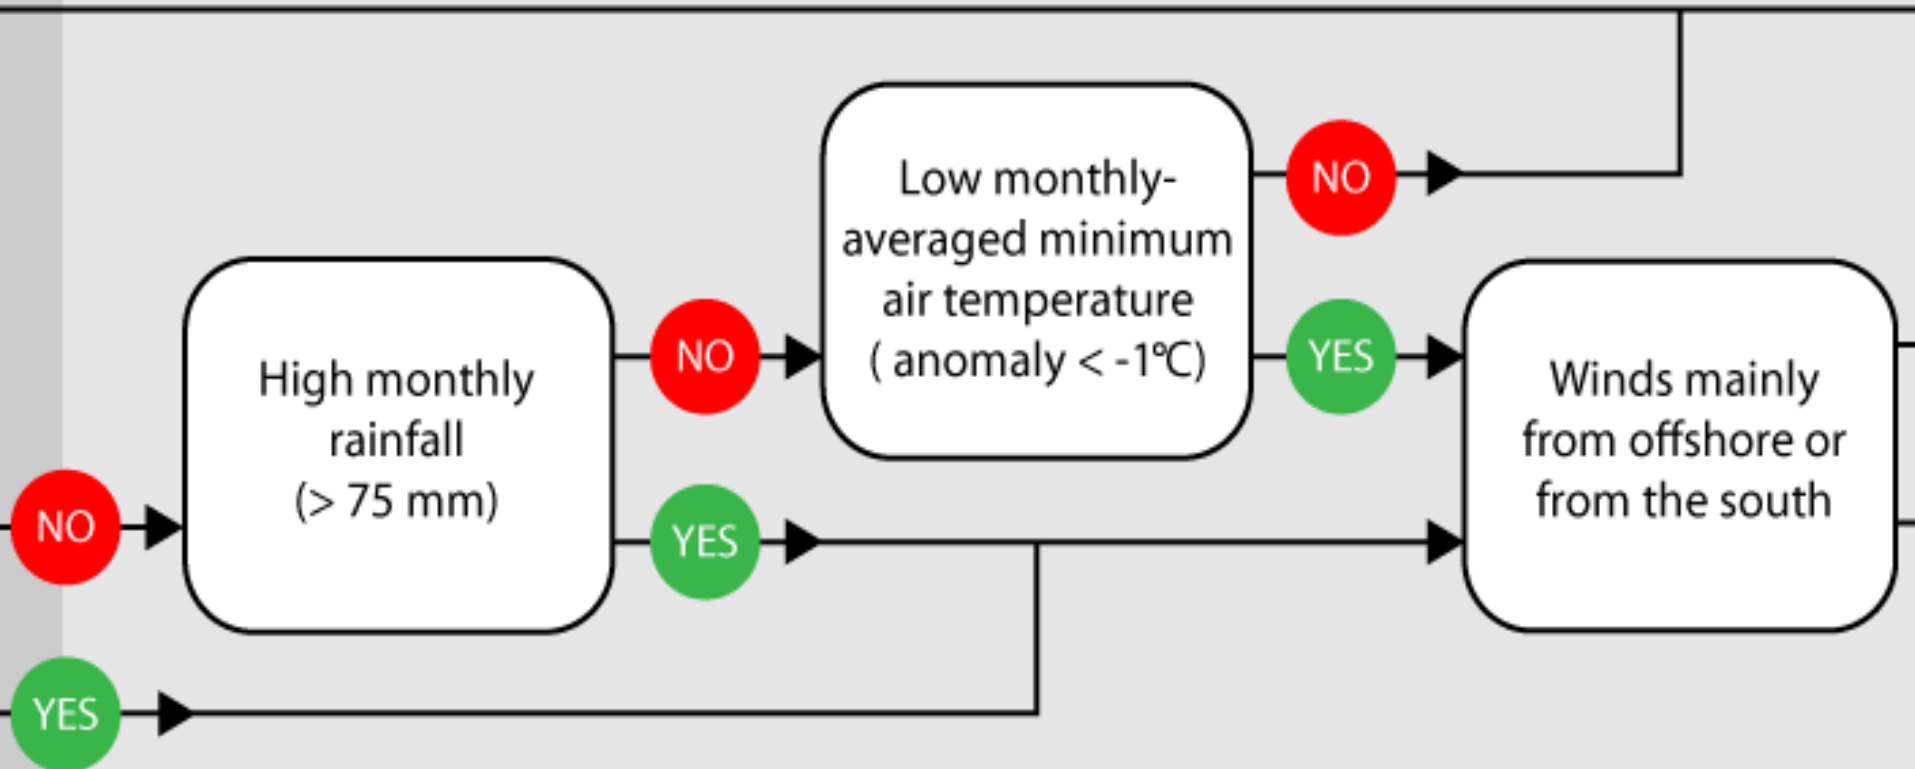 NO
YES
High monthly
rainfall
(> 75 mm)
NO
YES
Low monthly-
averaged minimum
air temperature
( anomaly < -1℃)
NO
YES
Winds mainly
from offshore or
from the south